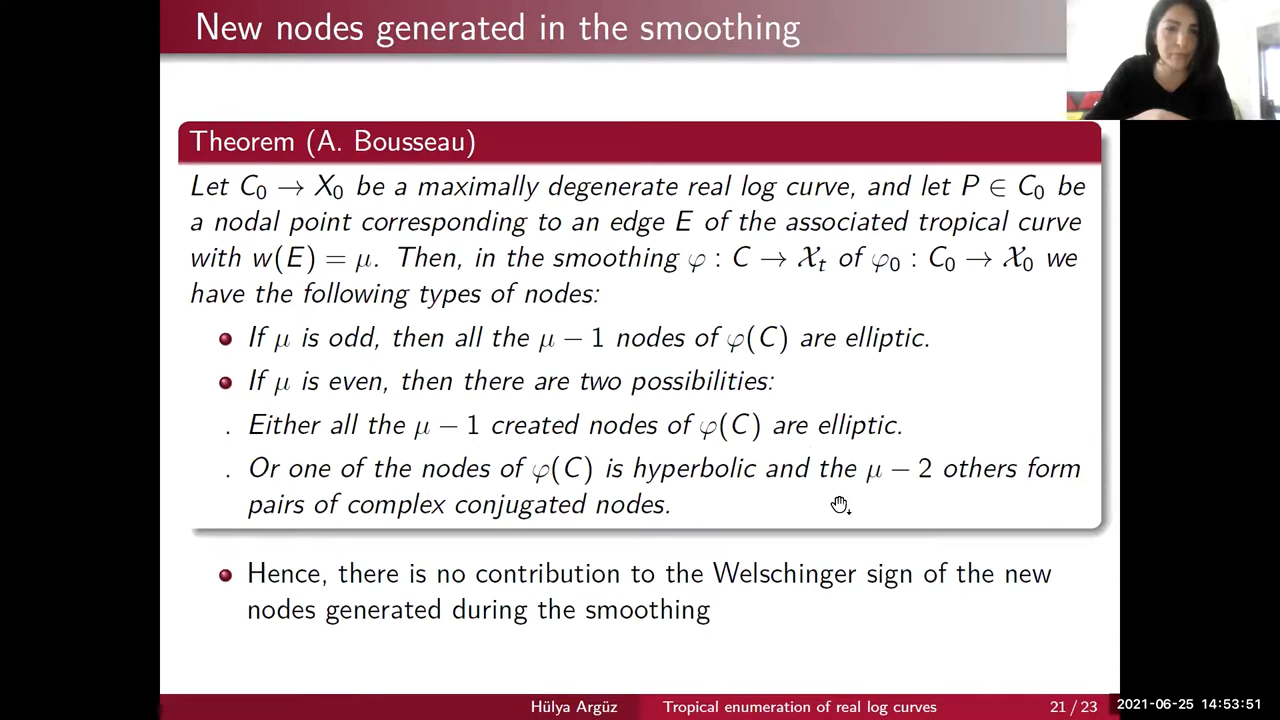 New nodes generated in the smoothing
Theorem (A. Bousseau)
Let C₀ → X₀ be a maximally degenerate real log curve, and let P ∈ C₀ be
a nodal point corresponding to an edge E of the associated tropical curve
with w(E) = μ. Then, in the smoothing φ : C → 𝒳ₜ of φ₀ : C₀ → 𝒳₀ we
have the following types of nodes:
If μ is odd, then all the μ − 1 nodes of φ(C) are elliptic.
If μ is even, then there are two possibilities:
. Either all the μ − 1 created nodes of φ(C) are elliptic.
. Or one of the nodes of φ(C) is hyperbolic and the μ − 2 others form
pairs of complex conjugated nodes.
Hence, there is no contribution to the Welschinger sign of the new
nodes generated during the smoothing
Hülya Argüz Tropical enumeration of real log curves 21 / 23
2021-06-25 14:53:51